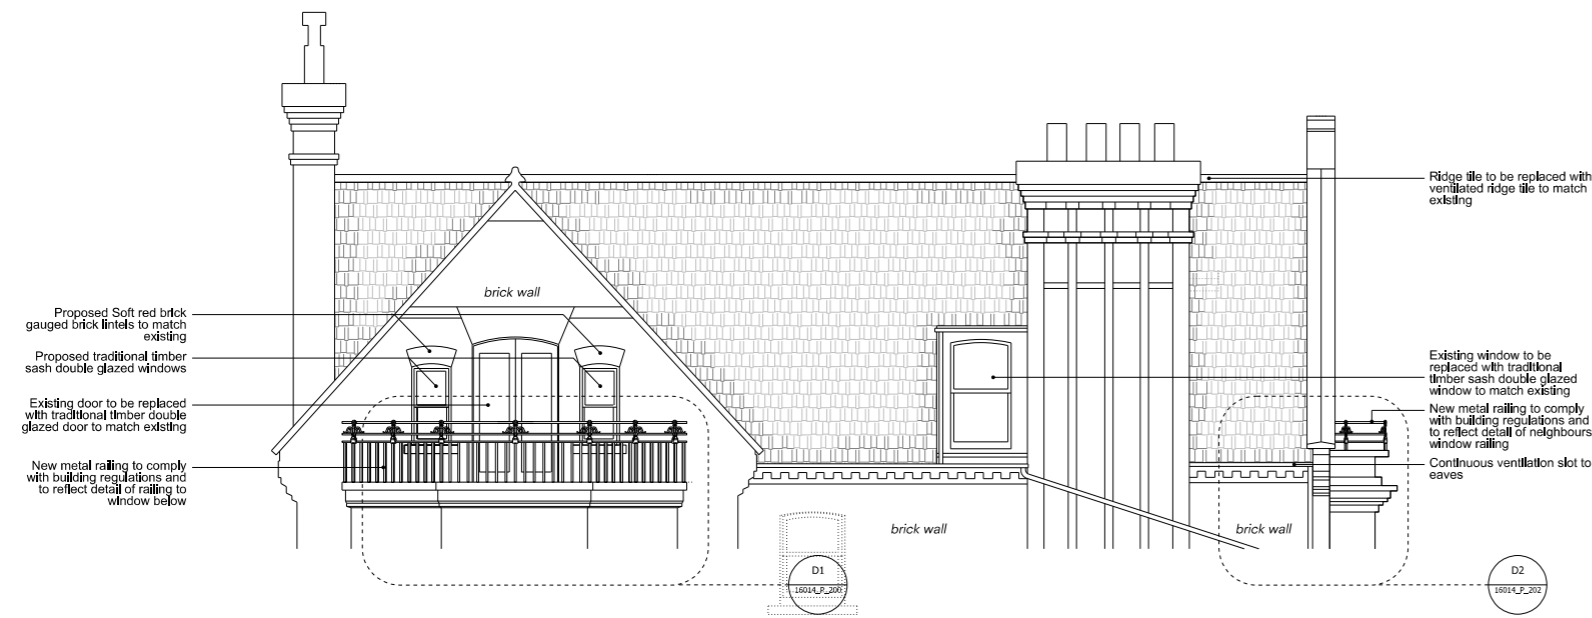 Ridge tile to be replaced with
ventilated ridge tile to match
existing
brick wall
Proposed Soft red brick
gauged brick lintels to match
existing
Proposed traditional timber
sash double glazed windows
Existing door to be replaced
with traditional timber double
glazed door to match existing
New metal railing to comply
with building regulations and
to reflect detail of railing to
window below
Existing window to be
replaced with traditional
timber sash double glazed
window to match existing
New metal railing to comply
with building regulations and
to reflect detail of neighbours
window railing
Continuous ventilation slot to
eaves
brick wall
brick wall
D1
16014_P_200
D2
16014_P_202